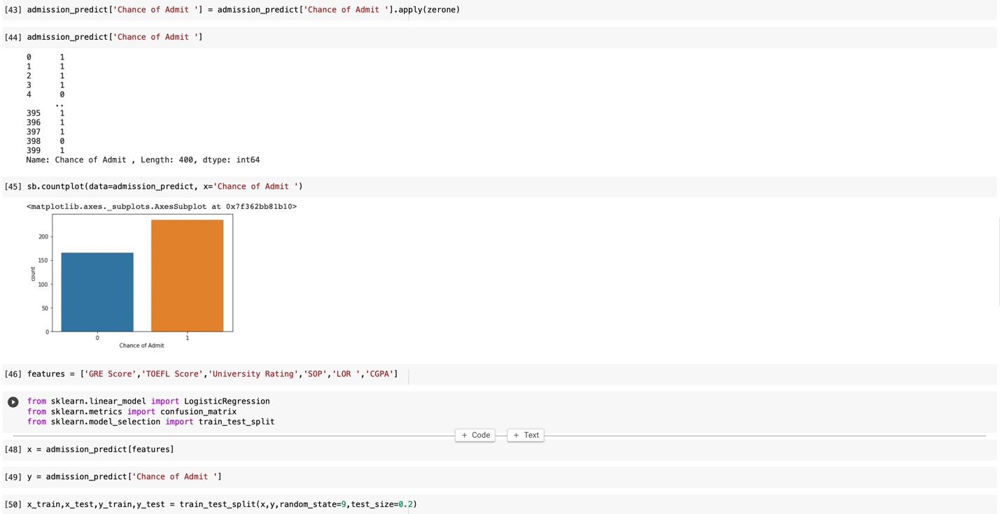 [43] admission_predict['Chance of Admit '] = admission_predict['Chance of Admit '].apply(zerone)
[44] admission_predict['Chance of Admit ']
0      1
1      1
2      1
3      1
4      0
      ..
395    1
396    1
397    1
398    0
399    1
Name: Chance of Admit , Length: 400, dtype: int64
[45] sb.countplot(data=admission_predict, x='Chance of Admit ')
<matplotlib.axes._subplots.AxesSubplot at 0x7f362bb81b10>
200
150
100
50
0
count
0 1
Chance of Admit
[46] features = ['GRE Score','TOEFL Score','University Rating','SOP','LOR ','CGPA']
from sklearn.linear_model import LogisticRegression
from sklearn.metrics import confusion_matrix
from sklearn.model_selection import train_test_split
+ Code + Text
[48] x = admission_predict[features]
[49] y = admission_predict['Chance of Admit ']
[50] x_train,x_test,y_train,y_test = train_test_split(x,y,random_state=9,test_size=0.2)